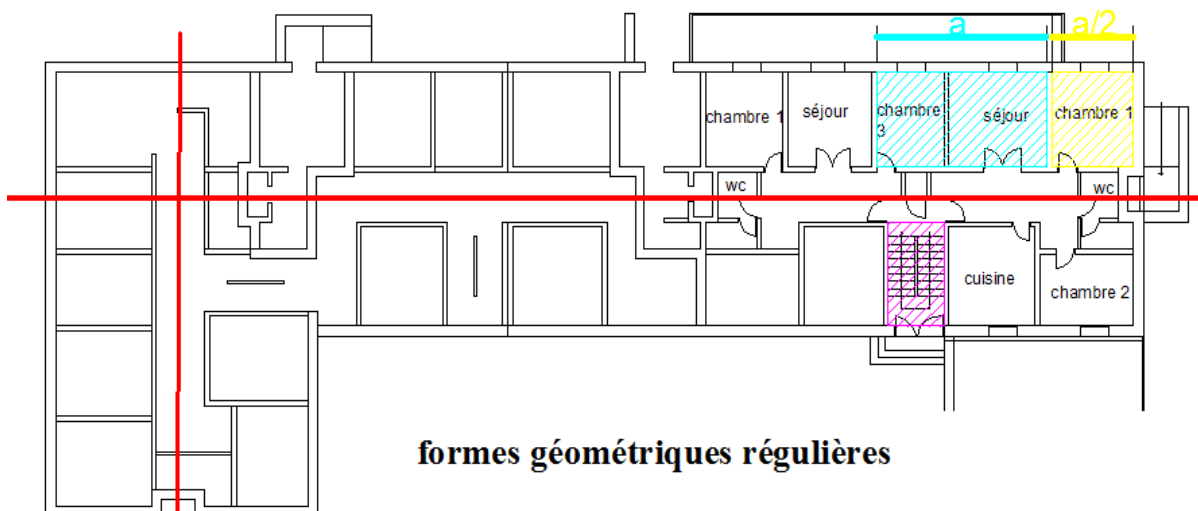 a
a/2
chambre 1
séjour
chambre
3
séjour
chambre 1
wc
wc
cuisine
chambre 2
formes géométriques régulières